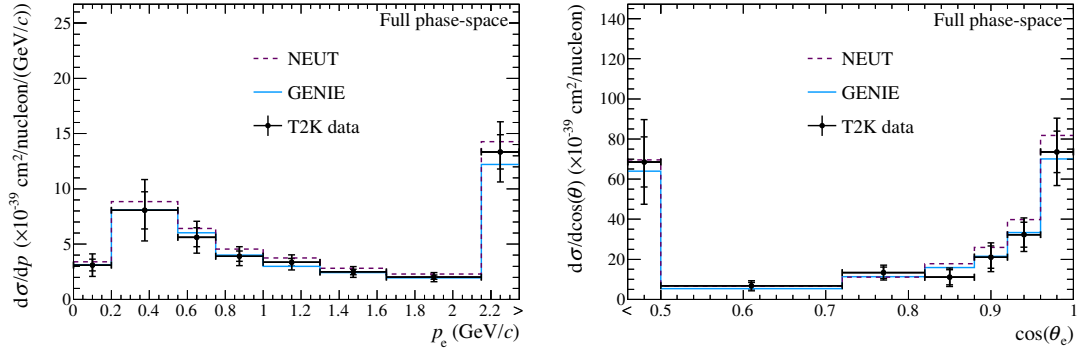 Full phase-space
NEUT
GENIE
T2K data
dσ/dp (×10⁻³⁹ cm²/nucleon/(GeV/c))
25
20
15
10
5
0
0 0.2 0.4 0.6 0.8 1 1.2 1.4 1.6 1.8 2 2.2 >
pₑ (GeV/c)
Full phase-space
NEUT
GENIE
T2K data
dσ/dcos(θ) (×10⁻³⁹ cm²/nucleon)
140
120
100
80
60
40
20
0
< 0.5 0.6 0.7 0.8 0.9 1
cos(θₑ)